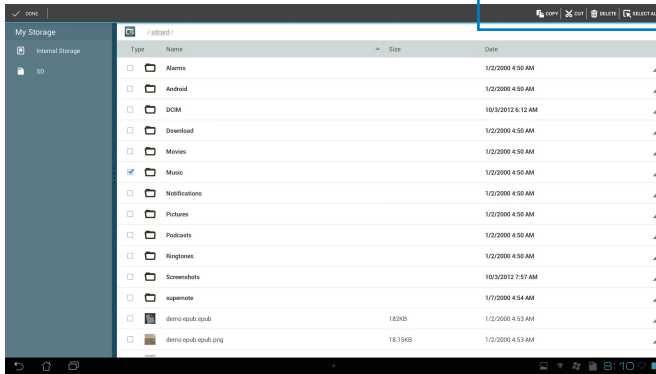 DONE COPY CUT DELETE SELECT AL
My Storage / sdcard /
Internal Storage Type Name Size Date
SD Alarms 1/2/2000 4:50 AM
Android 1/2/2000 4:50 AM
DCIM 10/3/2012 6:12 AM
Download 1/2/2000 4:50 AM
Movies 1/2/2000 4:50 AM
Music 1/2/2000 4:50 AM
Notifications 1/2/2000 4:50 AM
Pictures 1/2/2000 4:50 AM
Podcasts 1/2/2000 4:50 AM
Ringtones 1/2/2000 4:50 AM
Screenshots 10/3/2012 7:57 AM
supernote 1/7/2000 4:54 AM
demo epub.epub 182KB 1/2/2000 4:53 AM
demo epub.epub.png 18.15KB 1/2/2000 4:53 AM
8:10